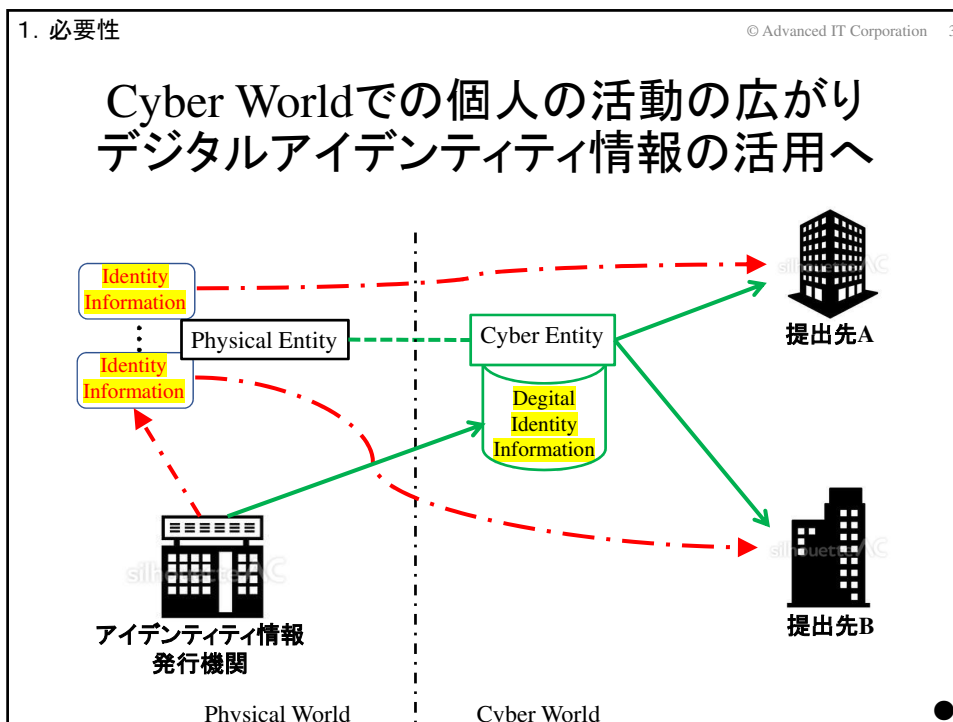 1．必要性
© Advanced IT Corporation 3
Cyber Worldでの個人の活動の広がり
デジタルアイデンティティ情報の活用へ
Identity
Information
Physical Entity
Identity
Information
Cyber Entity
Degital
Identity
Information
silhouetteAC
提出先A
silhouetteAC
提出先B
silhouetteAC
アイデンティティ情報
発行機関
Physical World
Cyber World